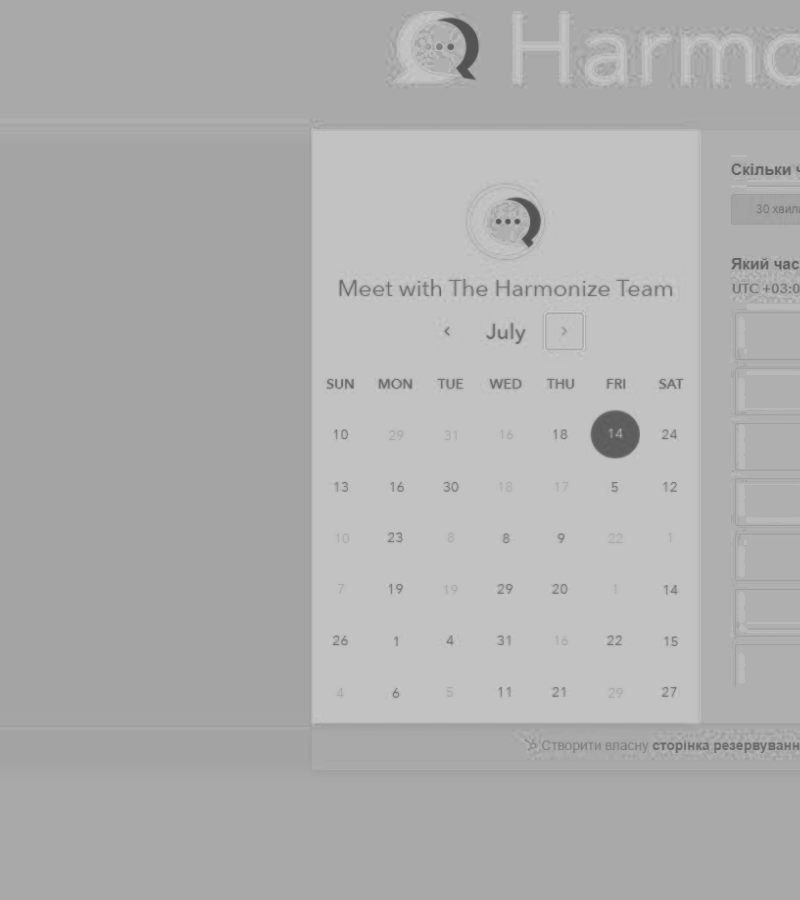 Harmo
Meet with The Harmonize Team
July
SUN MON TUE WED THU FRI SAT
10 29 31 16 18 14 24
13 16 30 18 17 5 12
10 23 8 8 9 22 1
7 19 19 29 20 1 14
26 1 4 31 16 22 15
4 6 5 11 21 29 27
Скільки ч
30 хвили
Який час
UTC +03:0
Створити власну сторінка резервуванн